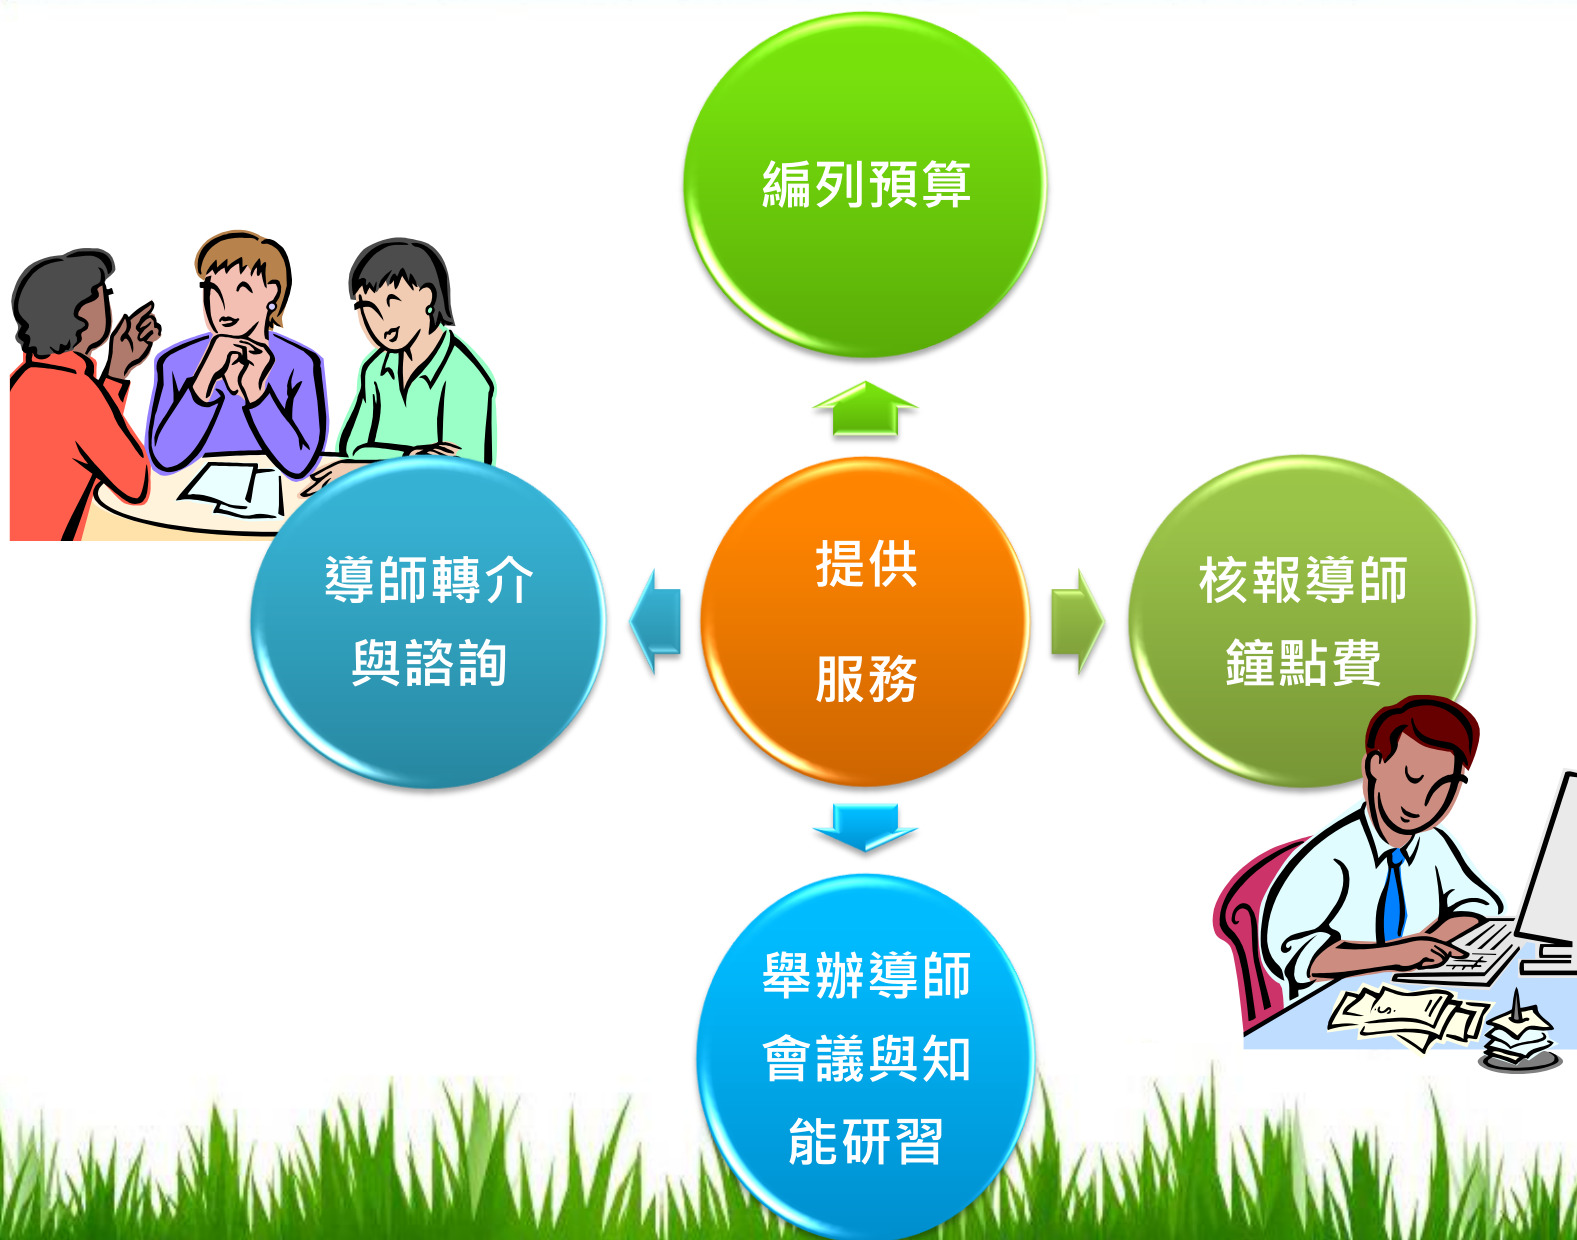 編列預算
導師轉介
與諮詢
提供
服務
核報導師
鐘點費
舉辦導師
會議與知
能研習